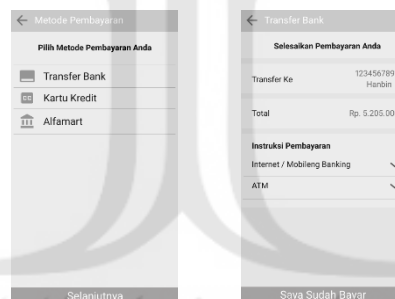 Metode Pembayaran
Pilih Metode Pembayaran Anda
Transfer Bank
Kartu Kredit
Alfamart
Selanjutnya
Transfer Bank
Selesaikan Pembayaran Anda
Transfer Ke
123456789
Hanbin
Total
Rp. 5.205.00
Instruksi Pembayaran
Internet / Mobileng Banking
ATM
Saya Sudah Bayar